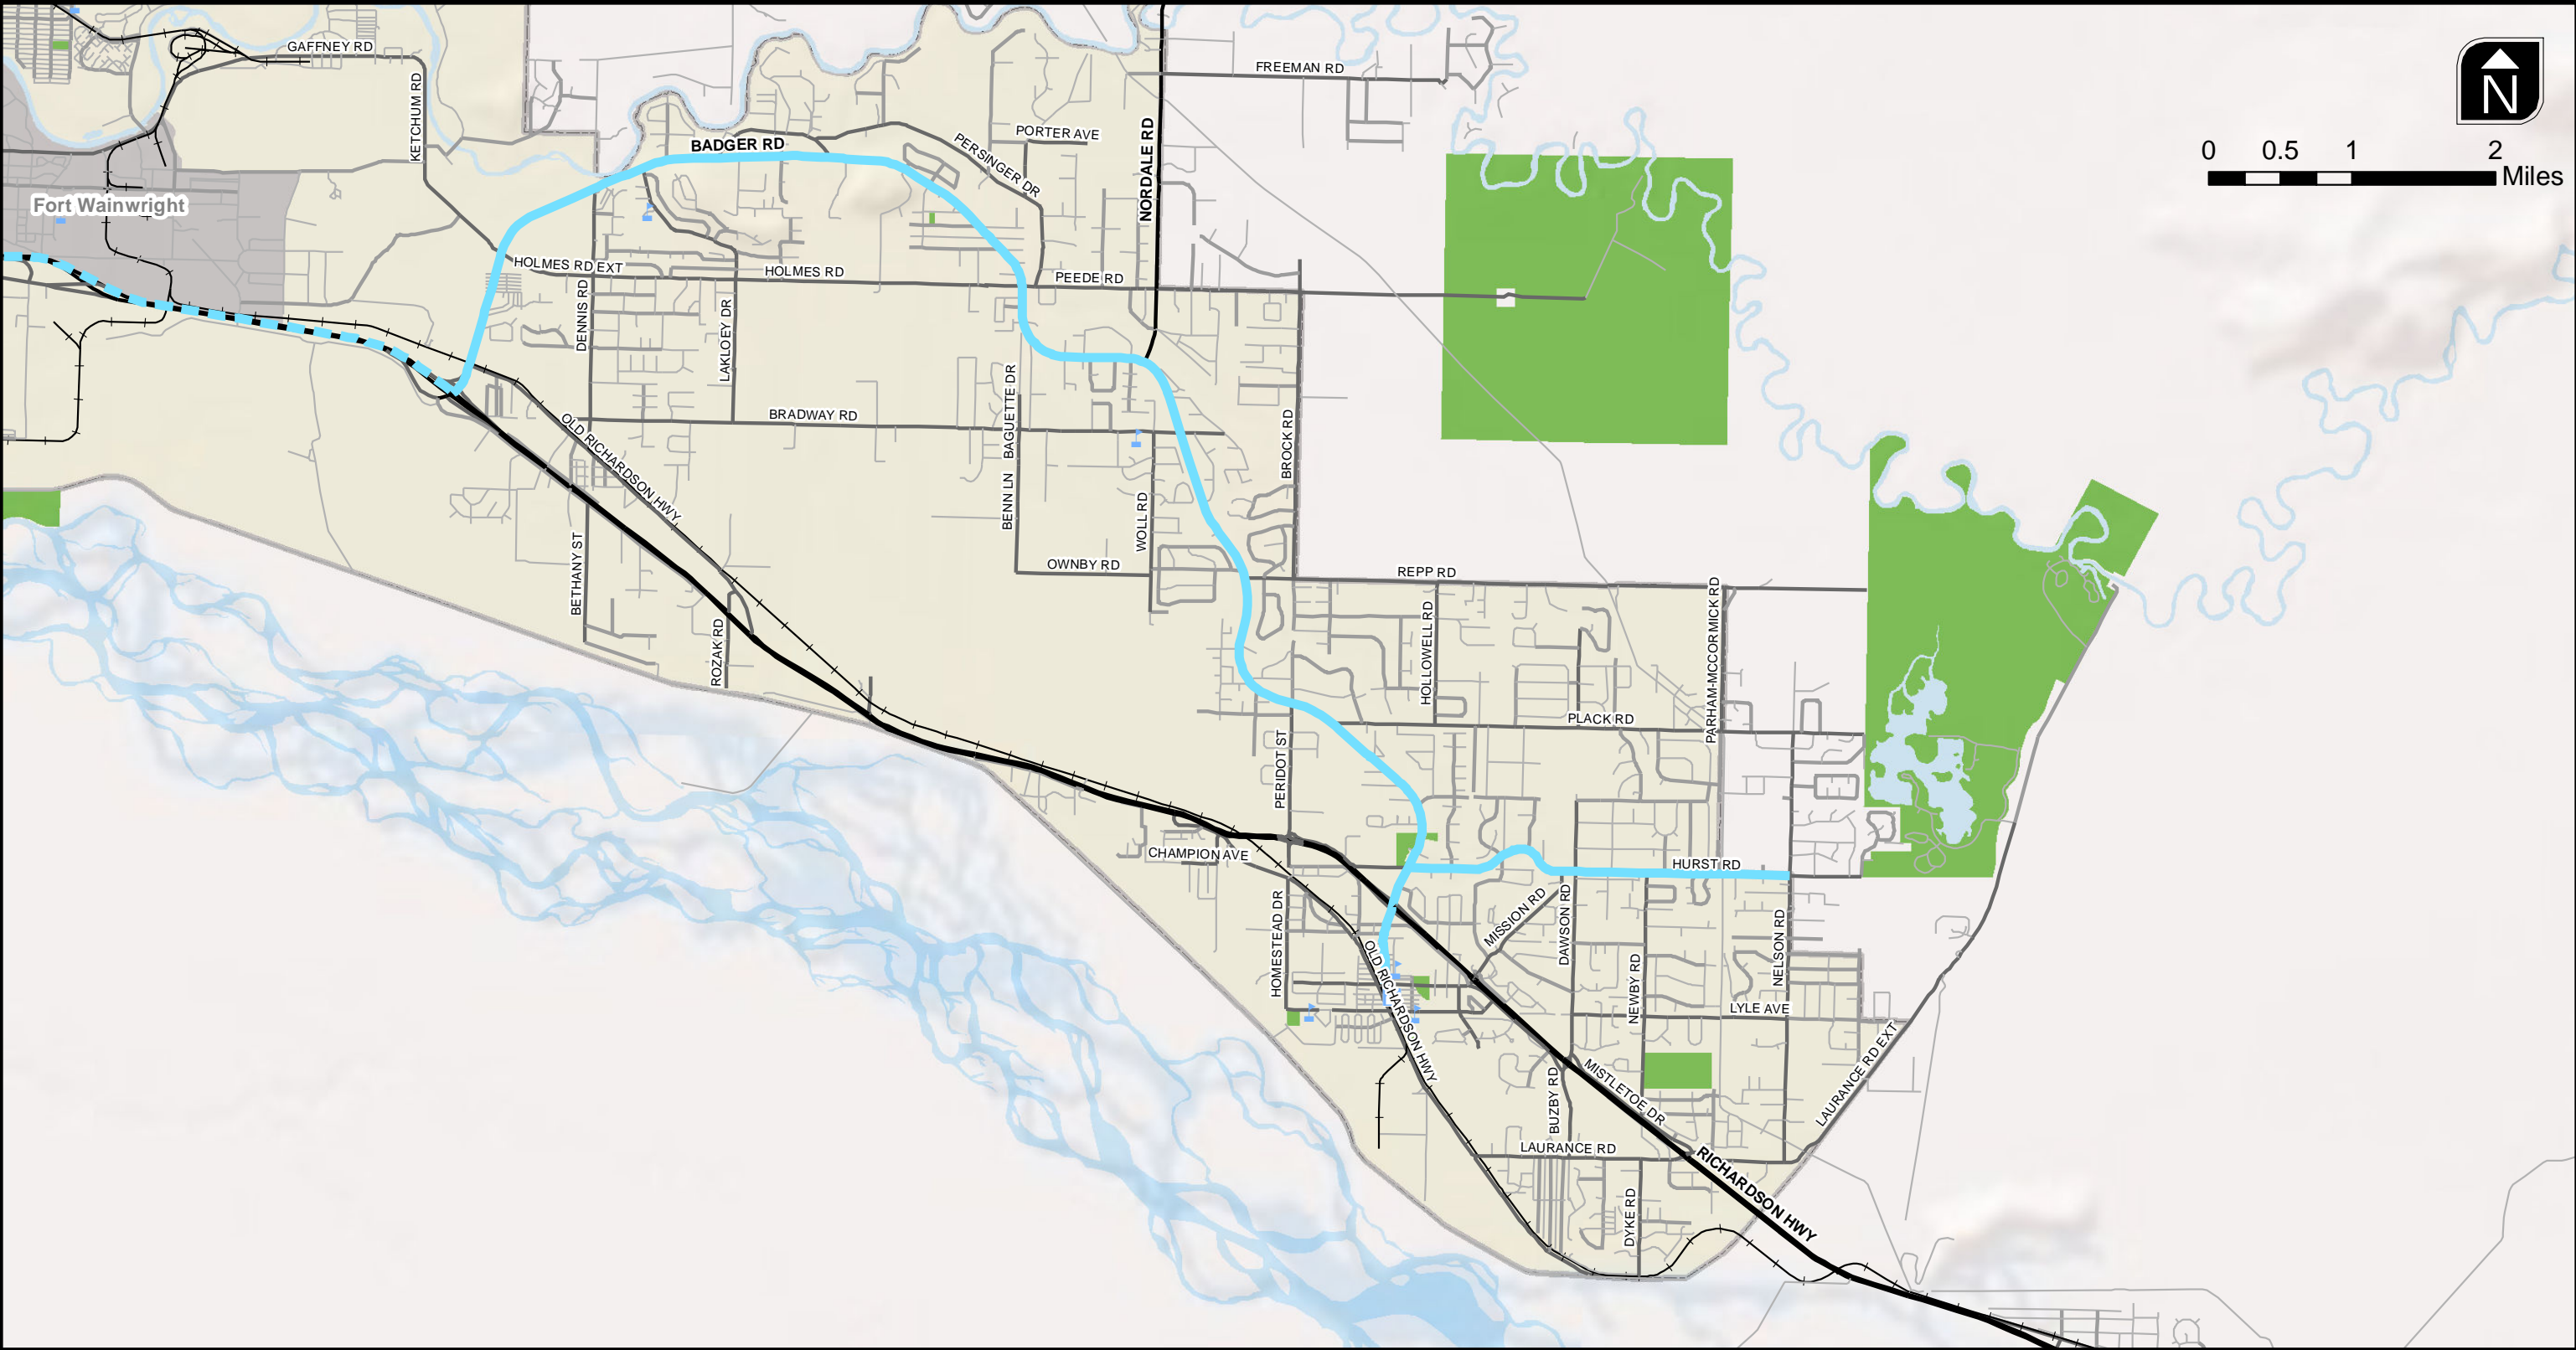 GAFFNEY RD
FREEMAN RD
KETCHUM RD
BADGER RD
PERSINGER DR
PORTER AVE
NORDALE RD
N
0 0.5 1 2
Miles
Fort Wainwright
HOLMES RD EXT
HOLMES RD
PEEDE RD
DENNIS RD
LAKLOEY DR
BAGUETTE DR
BRADWAY RD
OLD RICHARDSON HWY
BROCK RD
BENN LN
WOLL RD
BETHANY ST
OWNBY RD
REPP RD
ROZAK RD
HOLLOWELL RD
PARHAM-MCCORMICK RD
PLACK RD
PERIDOT ST
CHAMPION AVE
HURST RD
HOMESTEAD DR
MISSION RD
DAWSON RD
NELSON RD
OLD RICHARDSON HWY
NEWBY RD
LYLE AVE
BUZBY RD
MISTLETOE DR
LAURANCE RD EXT
LAURANCE RD
RICHARDSON HWY
DYKE RD